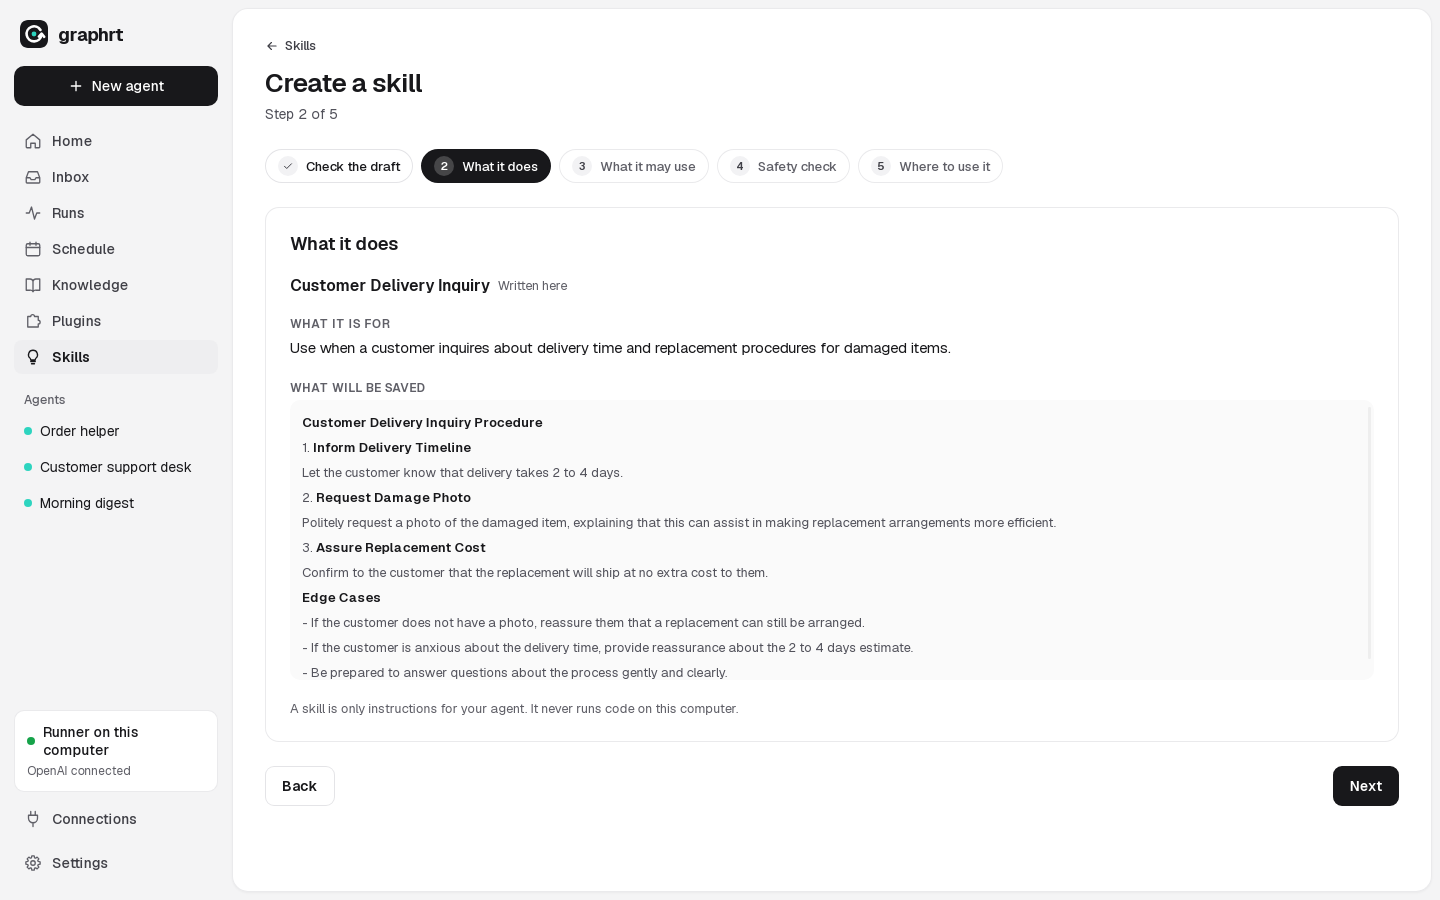 graphrt
New agent
Home
Inbox
Runs
Schedule
Knowledge
Plugins
Skills
Agents
Order helper
Customer support desk
Morning digest
Runner on this
computer
OpenAI connected
Connections
Settings
Skills
Create a skill
Step 2 of 5
Check the draft
2 What it does
3 What it may use
4 Safety check
5 Where to use it
What it does
Customer Delivery Inquiry Written here
WHAT IT IS FOR
Use when a customer inquires about delivery time and replacement procedures for damaged items.
WHAT WILL BE SAVED
Customer Delivery Inquiry Procedure
1. Inform Delivery Timeline
Let the customer know that delivery takes 2 to 4 days.
2. Request Damage Photo
Politely request a photo of the damaged item, explaining that this can assist in making replacement arrangements more efficient.
3. Assure Replacement Cost
Confirm to the customer that the replacement will ship at no extra cost to them.
Edge Cases
- If the customer does not have a photo, reassure them that a replacement can still be arranged.
- If the customer is anxious about the delivery time, provide reassurance about the 2 to 4 days estimate.
- Be prepared to answer questions about the process gently and clearly.
A skill is only instructions for your agent. It never runs code on this computer.
Back
Next